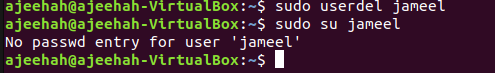 ajeehah@ajeehah-VirtualBox:~$ sudo userdel jameel
ajeehah@ajeehah-VirtualBox:~$ sudo su jameel
No passwd entry for user 'jameel'
ajeehah@ajeehah-VirtualBox:~$